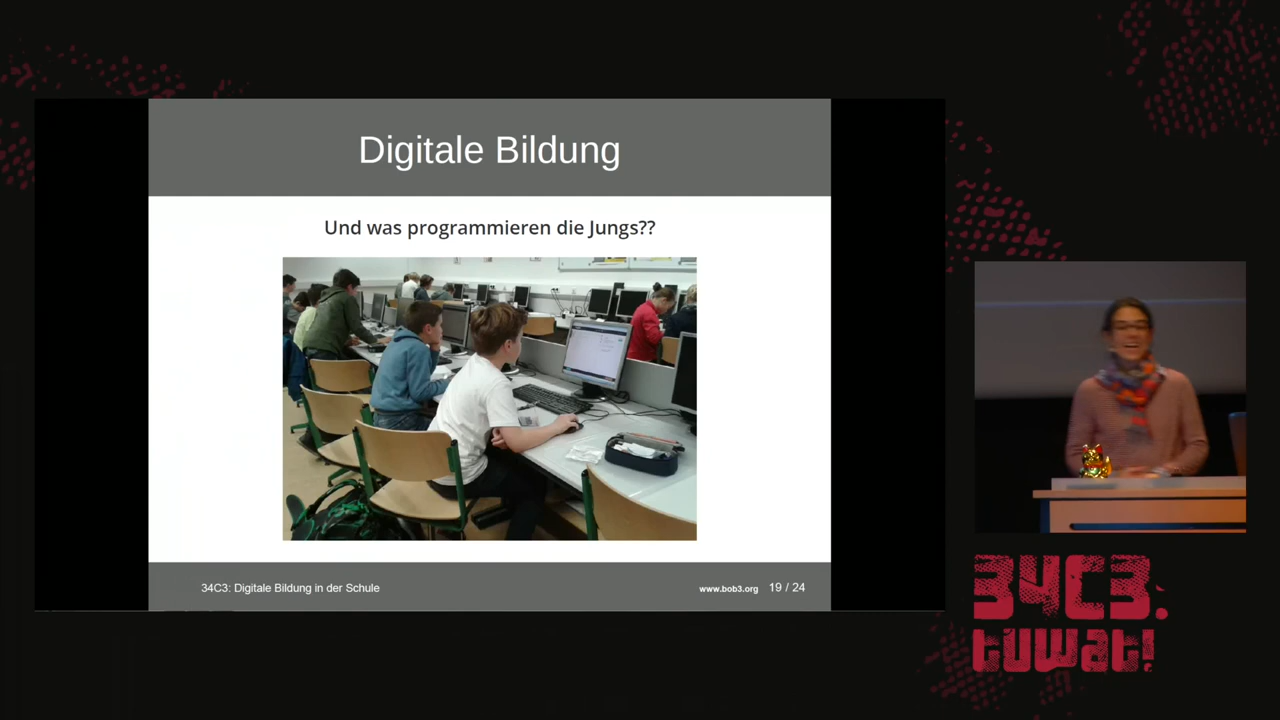 Digitale Bildung
Und was programmieren die Jungs??
34C3: Digitale Bildung in der Schule
www.bob3.org 19 / 24
34C3.
tuwat!